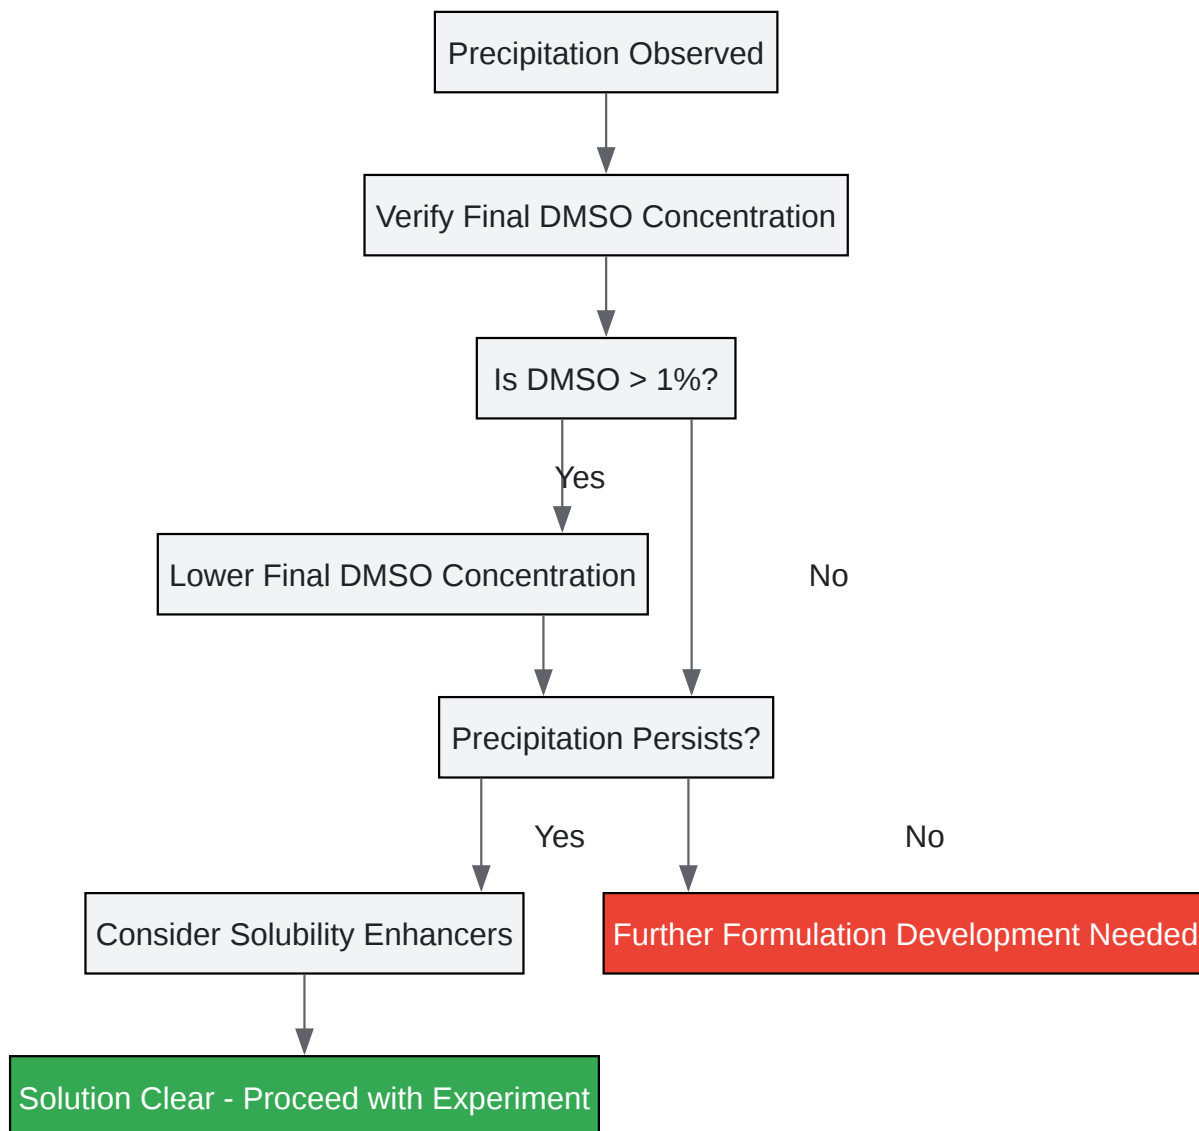 Precipitation Observed
Verify Final DMSO Concentration
Is DMSO > 1%?
Yes
Lower Final DMSO Concentration
No
Precipitation Persists?
Yes
No
Consider Solubility Enhancers
Further Formulation Development Needed
Solution Clear - Proceed with Experiment